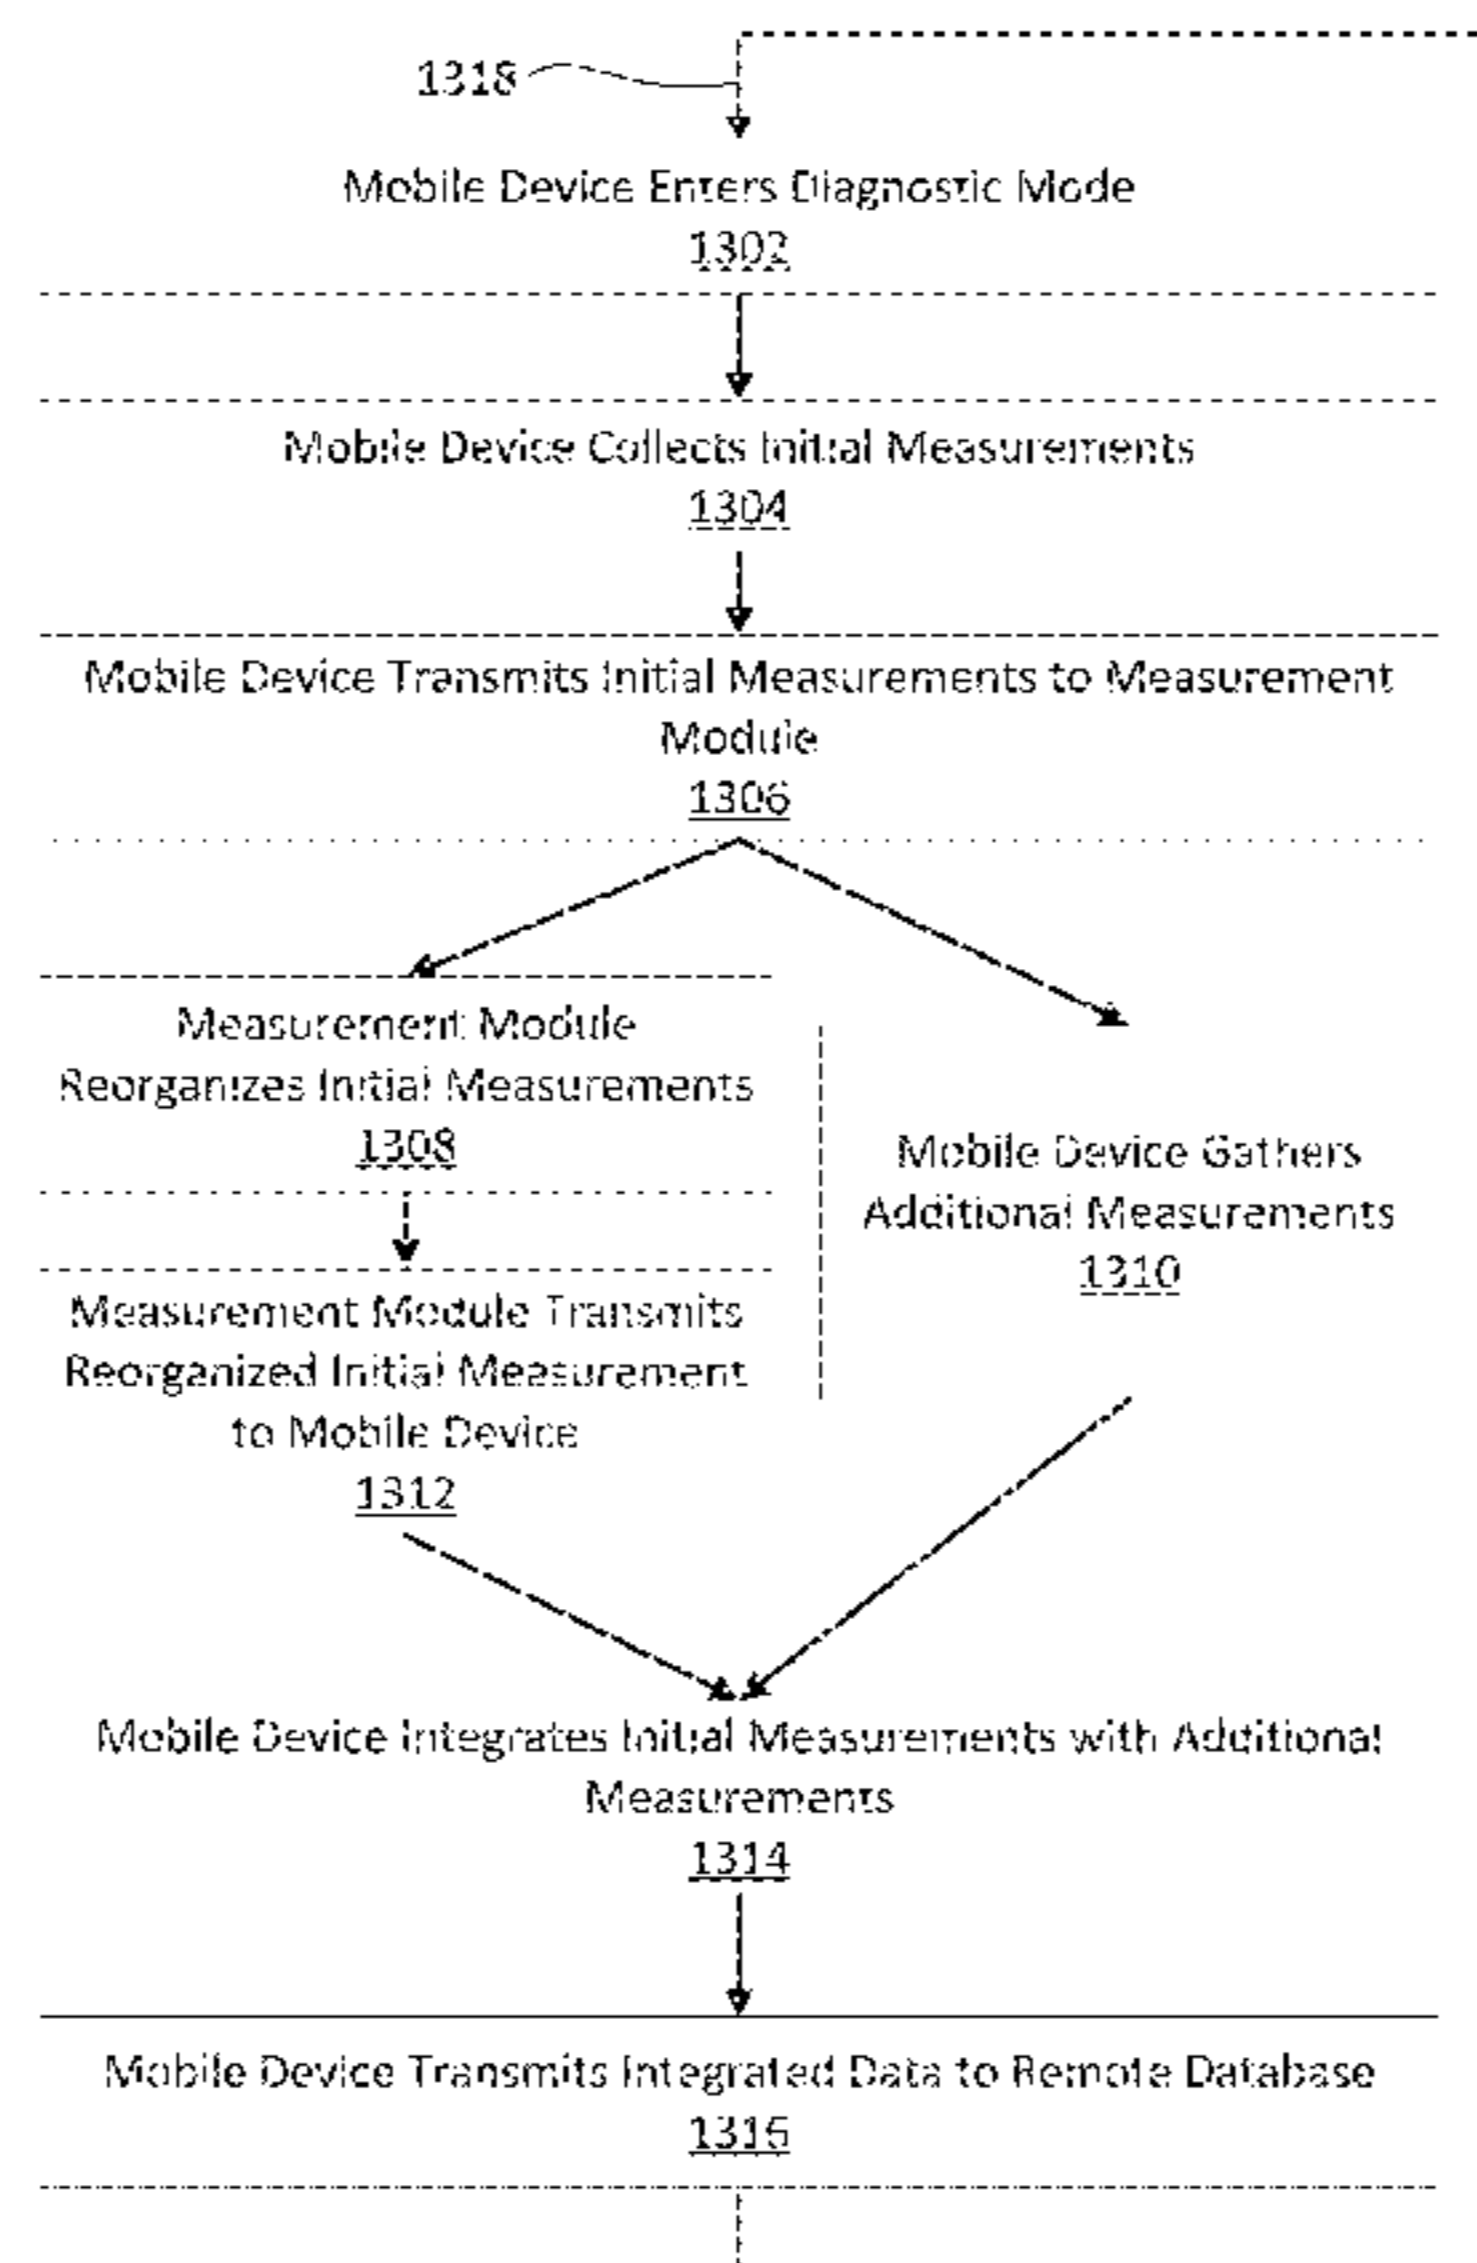 1318
Mobile Device Enters Diagnostic Mode
1302
Mobile Device Collects Initial Measurements
1304
Mobile Device Transmits Initial Measurements to Measurement
Module
1306
Measurement Module
Reorganizes Initial Measurements
1308
Mobile Device Gathers
Additional Measurements
1310
Measurement Module Transmits
Reorganized Initial Measurement
to Mobile Device
1312
Mobile Device Integrates Initial Measurements with Additional
Measurements
1314
Mobile Device Transmits Integrated Data to Remote Database
1316